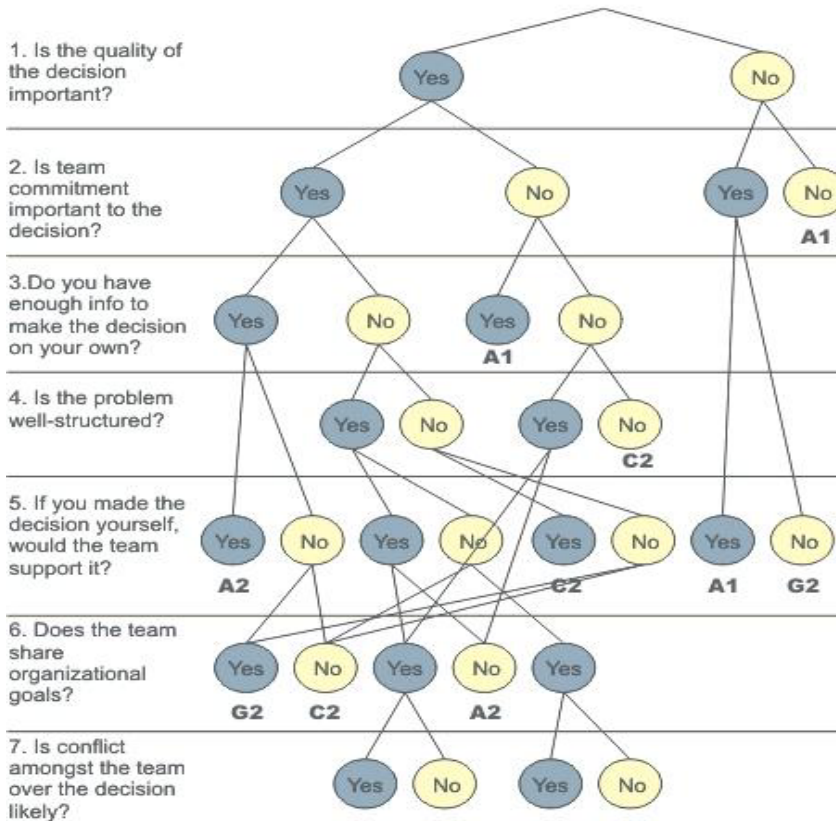 1. Is the quality of
the decision
important?
Yes No
2. Is team
commitment
important to the
decision?
Yes No Yes No
A1
3.Do you have
enough info to
make the decision
on your own?
Yes No Yes No
A1
4. Is the problem
well-structured?
Yes No Yes No
C2
5. If you made the
decision yourself,
would the team
support it?
Yes No Yes No Yes No Yes No
A2 C2 A1 G2
6. Does the team
share
organizational
goals?
Yes No Yes No Yes
G2 C2 A2
7. Is conflict
amongst the team
over the decision
likely?
Yes No Yes No